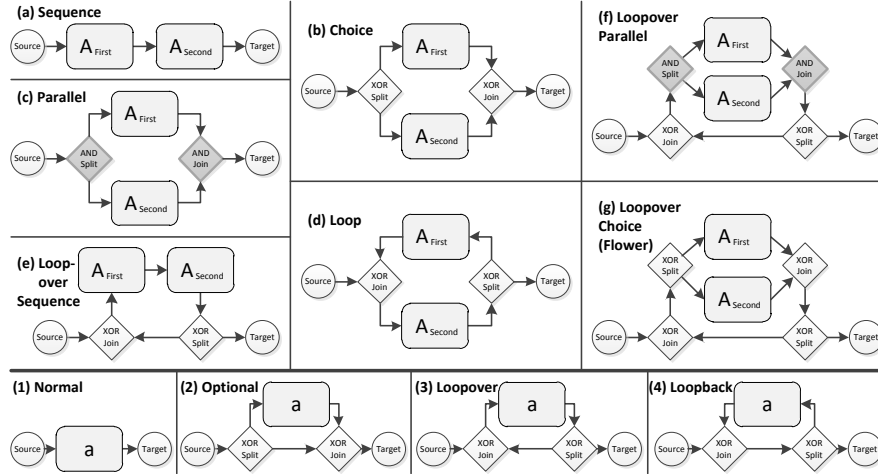 (a) Sequence
Source
A First
A Second
Target
(b) Choice
Source
XOR
Split
A First
A Second
XOR
Join
Target
(f) Loopover
Parallel
AND
Split
A First
A Second
AND
Join
Source
XOR
Join
XOR
Split
Target
(c) Parallel
Source
AND
Split
A First
A Second
AND
Join
Target
(d) Loop
Source
XOR
Join
A First
A Second
XOR
Split
Target
(g) Loopover
Choice
(Flower)
XOR
Split
A First
A Second
XOR
Join
Source
XOR
Join
XOR
Split
Target
(e) Loop-
over
Sequence
A First
A Second
Source
XOR
Join
XOR
Split
Target
(1) Normal
Source
a
Target
(2) Optional
a
Source
XOR
Split
XOR
Join
Target
(3) Loopover
a
Source
XOR
Join
XOR
Split
Target
(4) Loopback
a
Source
XOR
Join
XOR
Split
Target